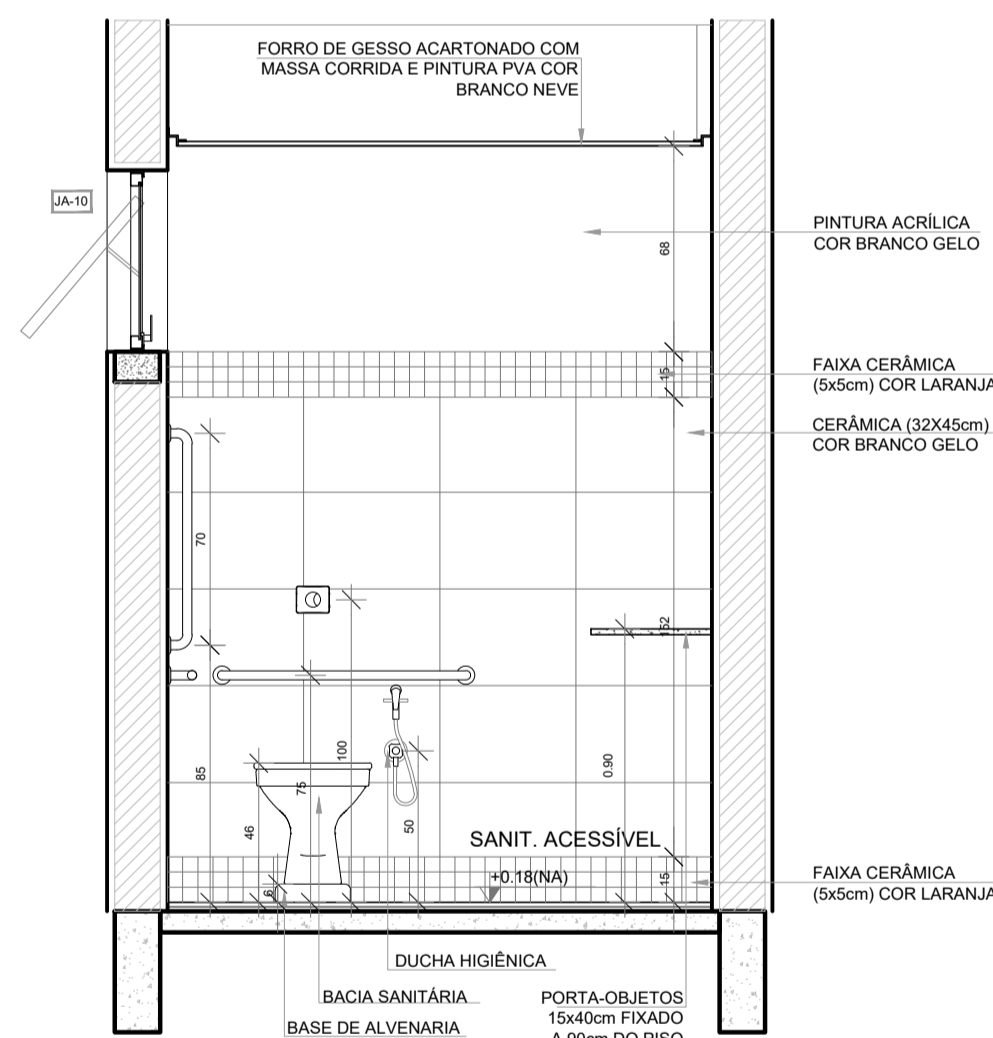 FORRO DE GESSO ACARTONADO COM
MASSA CORRIDA E PINTURA PVA COR
BRANCO NEVE
JA-10
PINTURA ACRÍLICA
COR BRANCO GELO
68
FAIXA CERÂMICA
(5x5cm) COR LARANJA
15
CERÂMICA (32X45cm)
COR BRANCO GELO
70
152
100
0.90
85
75
46
50
SANIT. ACESSÍVEL
+0.18(NA)
15
6
FAIXA CERÂMICA
(5x5cm) COR LARANJA
DUCHA HIGIÊNICA
BACIA SANITÁRIA
BASE DE ALVENARIA
PORTA-OBJETOS
15x40cm FIXADO
A 90cm DO PISO